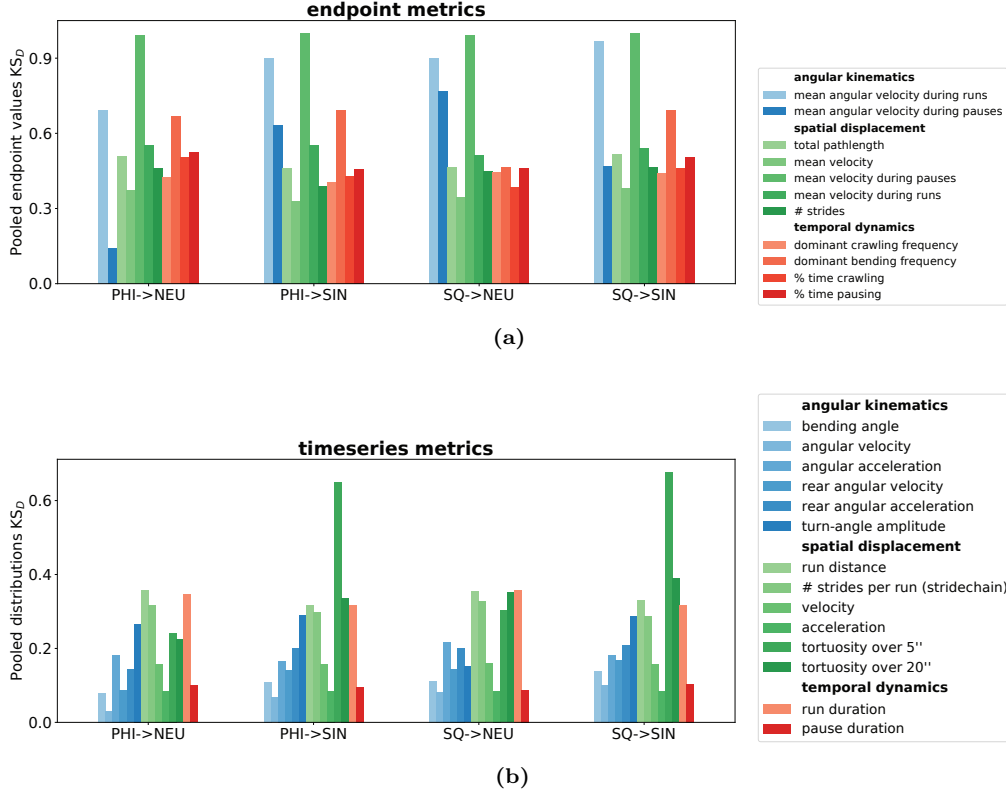 endpoint metrics
Pooled endpoint values KS_D
0.9
0.6
0.3
0.0
PHI->NEU
PHI->SIN
SQ->NEU
SQ->SIN
angular kinematics
mean angular velocity during runs
mean angular velocity during pauses
spatial displacement
total pathlength
mean velocity
mean velocity during pauses
mean velocity during runs
# strides
temporal dynamics
dominant crawling frequency
dominant bending frequency
% time crawling
% time pausing
(a)
timeseries metrics
Pooled distributions KS_D
0.6
0.4
0.2
0.0
PHI->NEU
PHI->SIN
SQ->NEU
SQ->SIN
angular kinematics
bending angle
angular velocity
angular acceleration
rear angular velocity
rear angular acceleration
turn-angle amplitude
spatial displacement
run distance
# strides per run (stridechain)
velocity
acceleration
tortuosity over 5''
tortuosity over 20''
temporal dynamics
run duration
pause duration
(b)